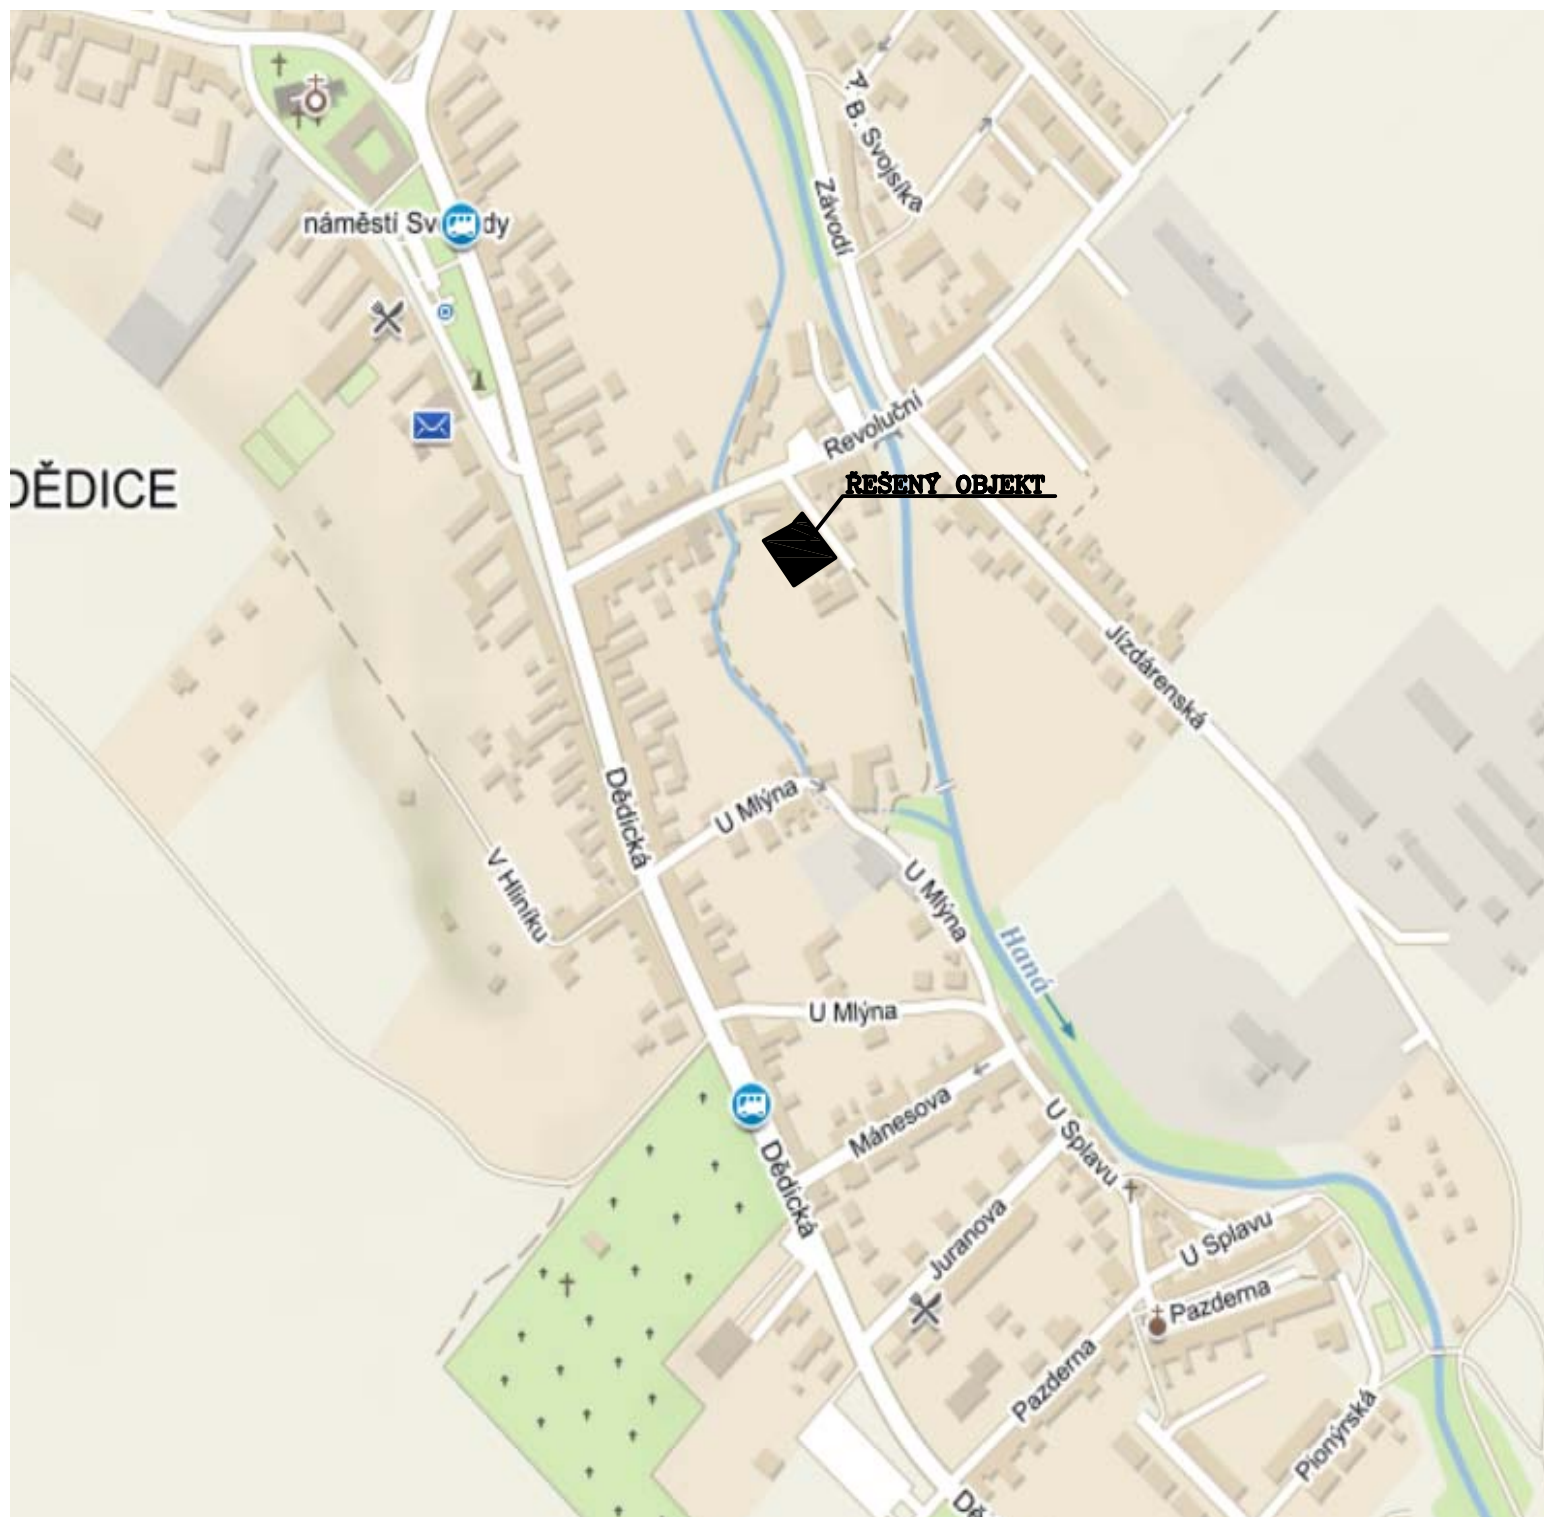 A. B. Svojsíka
Závodí
náměstí Sv dy
Revoluční
DĚDICE
ŘEŠENÝ OBJEKT
Jízdárenská
Dědická
U Mlýna
V Hliníku
U Mlýna
Haná
U Mlýna
Mánesova
U Splavu
Dědická
Juranova
U Splavu
Pazderna
Pazderna
Pionýrská
Dě